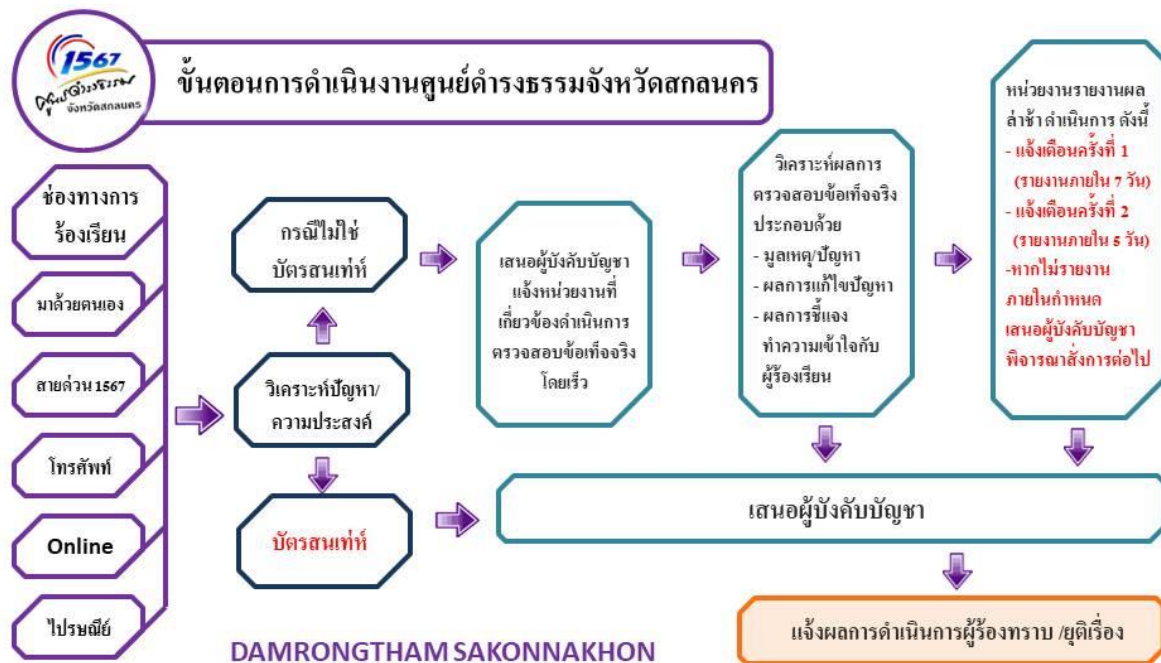 1567
ศูนย์ดำรงธรรม
จังหวัดสกลนคร
ขั้นตอนการดำเนินงานศูนย์ดำรงธรรมจังหวัดสกลนคร
ช่องทางการ
ร้องเรียน
มาด้วยตนเอง
สายด่วน 1567
โทรศัพท์
Online
ไปรษณีย์
กรณีไม่ใช่
บัตรสนเท่ห์
วิเคราะห์ปัญหา/
ความประสงค์
บัตรสนเท่ห์
เสนอผู้บังคับบัญชา
แจ้งหน่วยงานที่
เกี่ยวข้องดำเนินการ
ตรวจสอบข้อเท็จจริง
โดยเร็ว
วิเคราะห์ผลการ
ตรวจสอบข้อเท็จจริง
ประกอบด้วย
- มูลเหตุ/ปัญหา
- ผลการแก้ไขปัญหา
- ผลการชี้แจง
ทำความเข้าใจกับ
ผู้ร้องเรียน
หน่วยงานรายงานผล
ล่าช้า ดำเนินการ ดังนี้
- แจ้งเตือนครั้งที่ 1
(รายงานภายใน 7 วัน)
- แจ้งเตือนครั้งที่ 2
(รายงานภายใน 5 วัน)
-หากไม่รายงาน
ภายในกำหนด
เสนอผู้บังคับบัญชา
พิจารณาสั่งการต่อไป
เสนอผู้บังคับบัญชา
แจ้งผลการดำเนินการผู้ร้องทราบ /ยุติเรื่อง
DAMRONGTHAM SAKONNAKHON